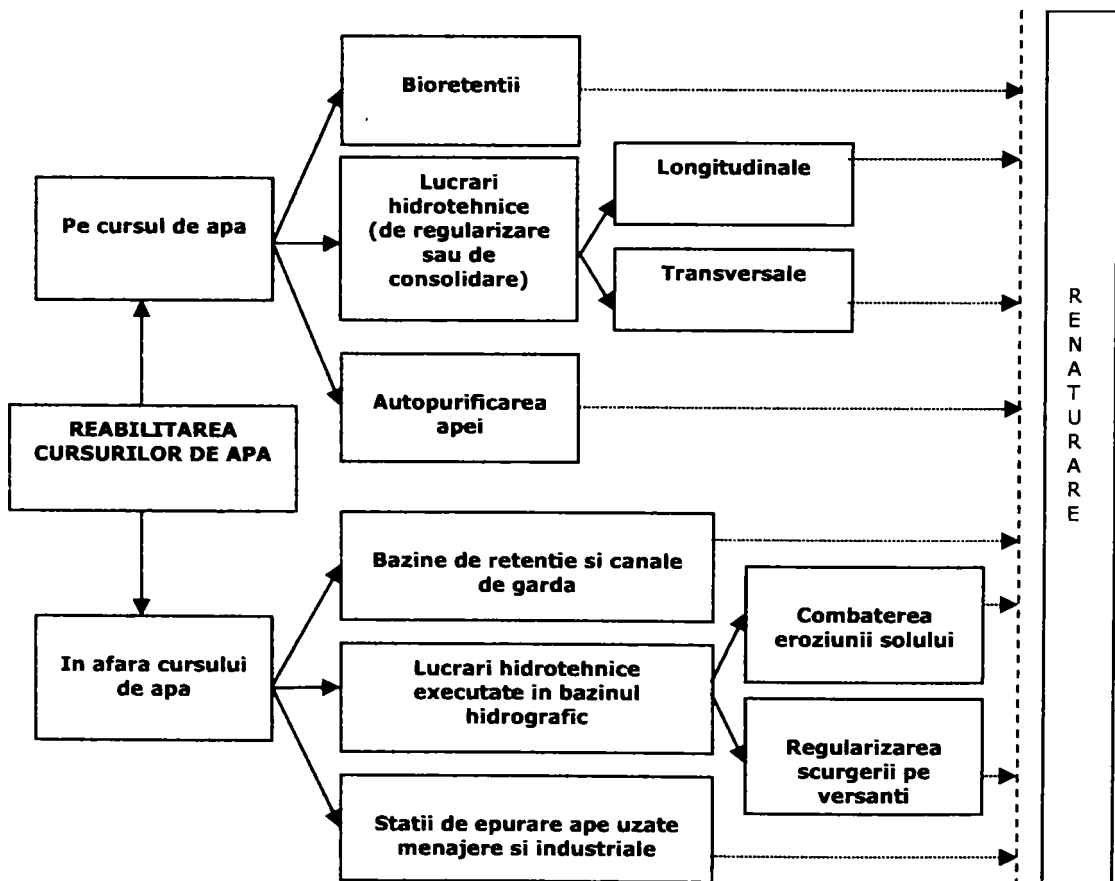 Bioretentii
Lucrari
hidrotehnice
(de regularizare
sau de
consolidare)
Longitudinale
Pe cursul de apa
Transversale
Autopurificarea
apei
REABILITAREA
CURSURILOR DE APA
Bazine de retentie si canale
de garda
Combaterea
eroziunii solului
In afara cursului
de apa
Lucrari hidrotehnice
executate in bazinul
hidrografic
Regularizarea
scurgerii pe
versanti
Statii de epurare ape uzate
menajere si industriale
R
E
N
A
T
U
R
A
R
E